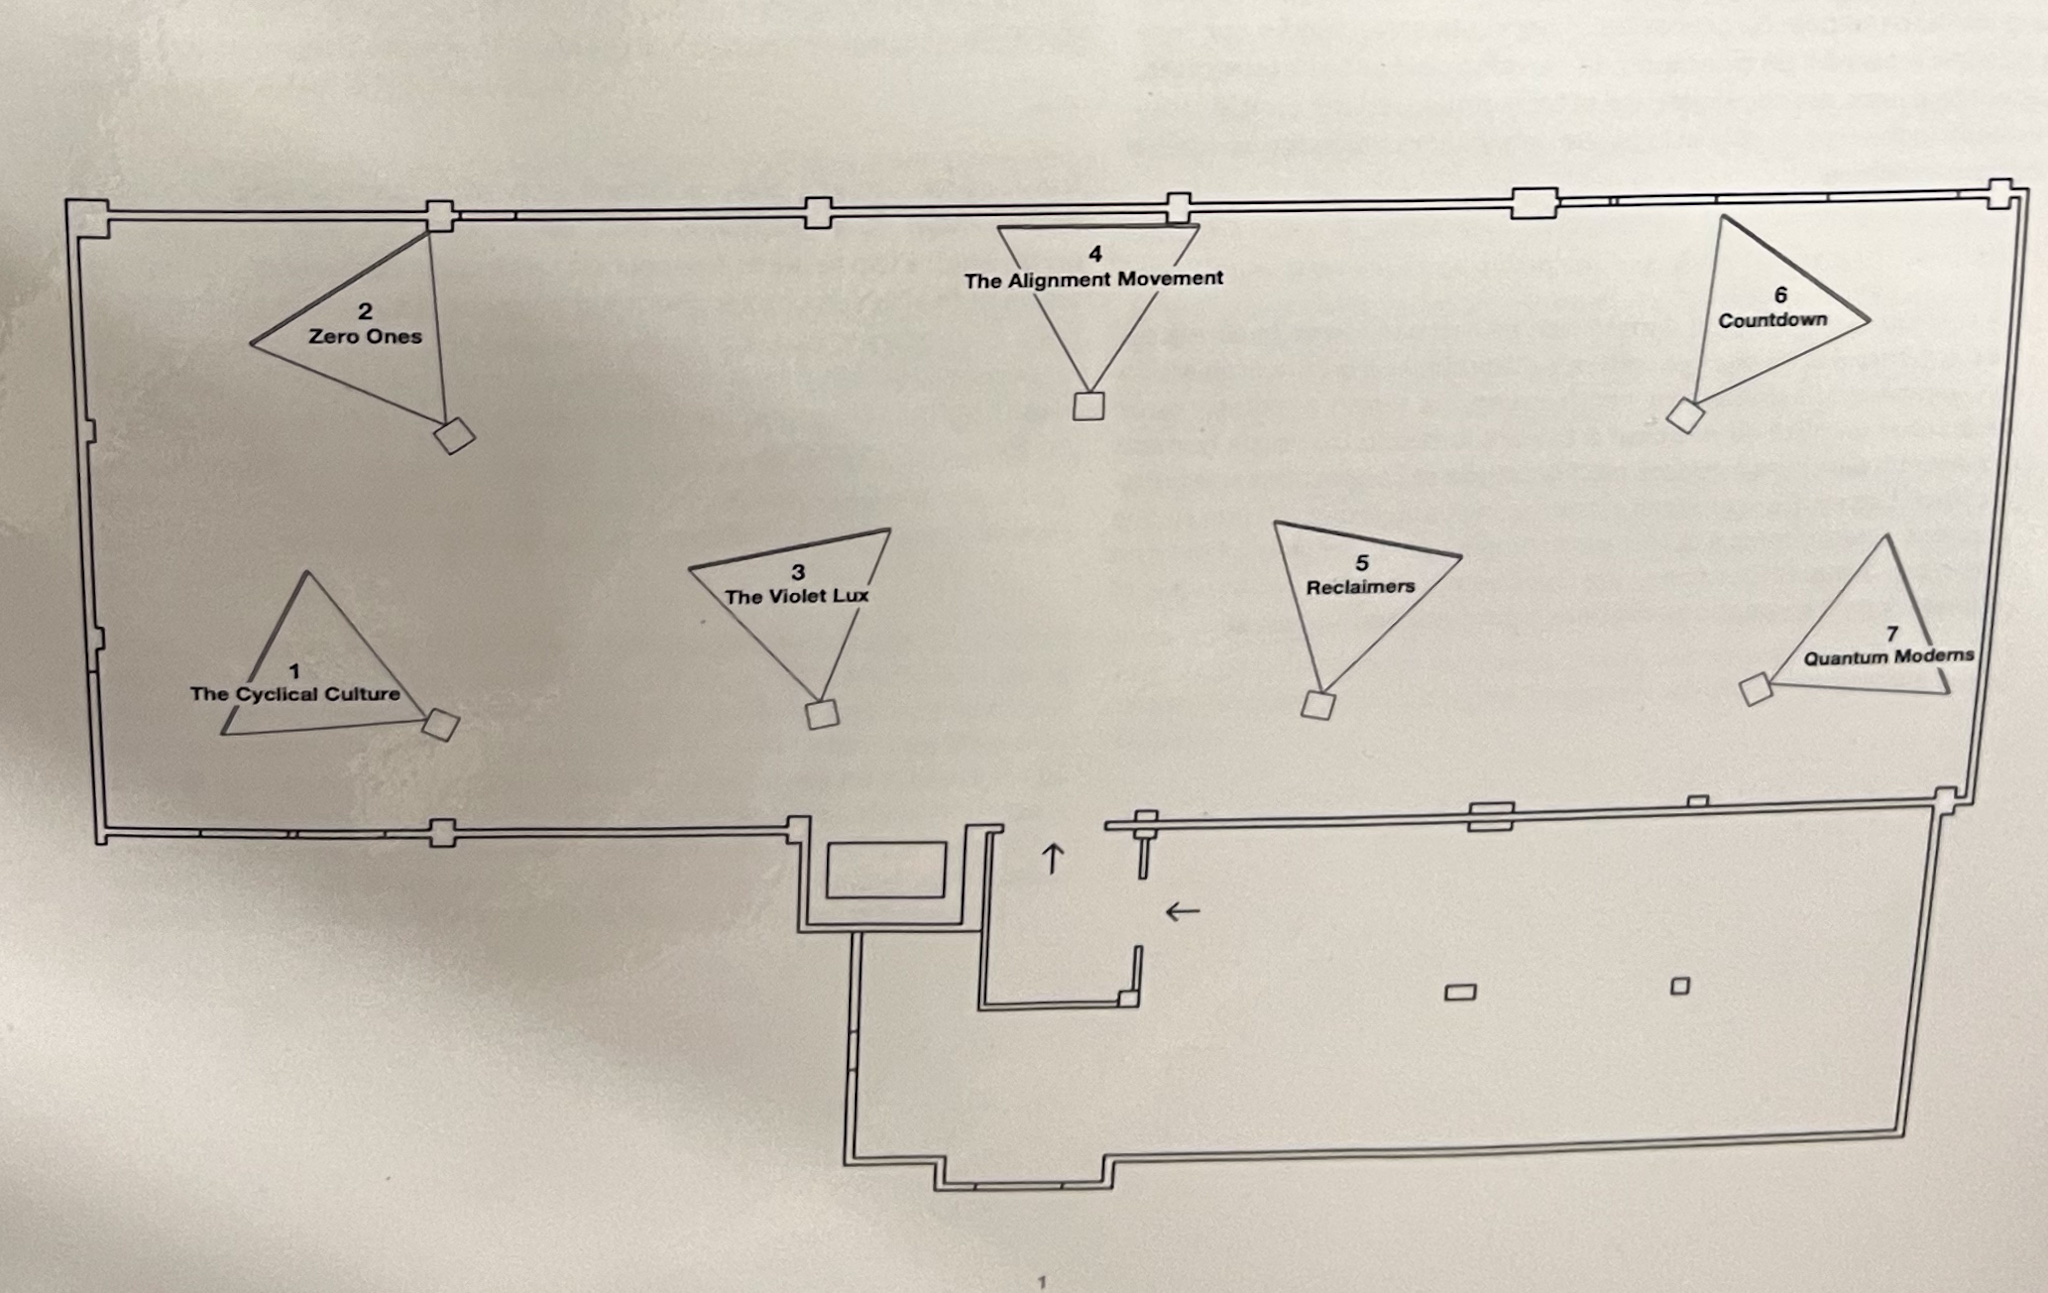 2
Zero Ones
4
The Alignment Movement
6
Countdown
1
The Cyclical Culture
3
The Violet Lux
5
Reclaimers
7
Quantum Moderns
1